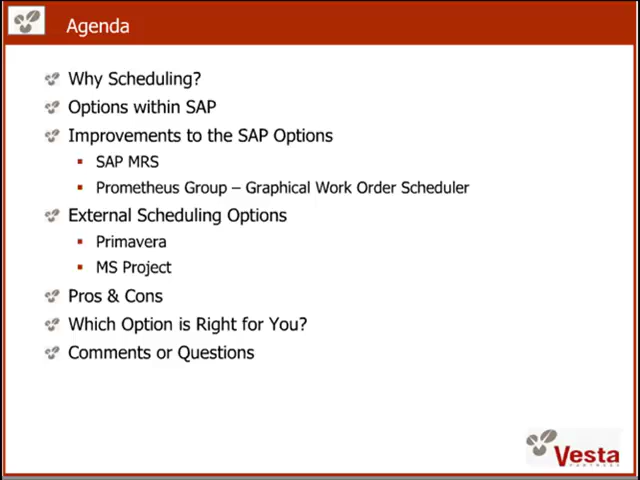 Agenda
Why Scheduling?
Options within SAP
Improvements to the SAP Options
SAP MRS
Prometheus Group – Graphical Work Order Scheduler
External Scheduling Options
Primavera
MS Project
Pros & Cons
Which Option is Right for You?
Comments or Questions
Vesta
PARTNERS